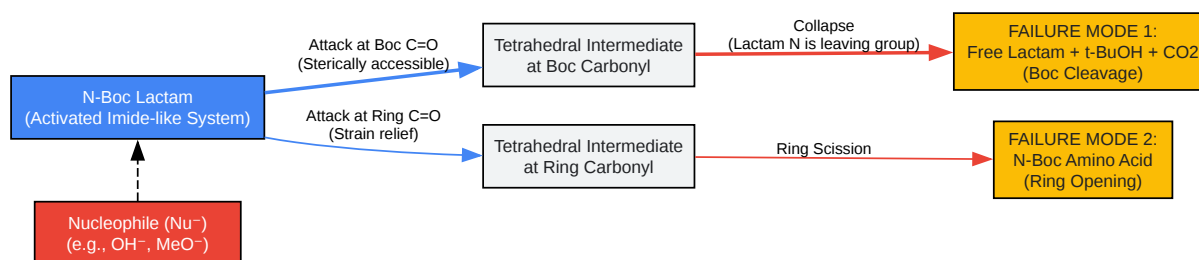 N-Boc Lactam
(Activated Imide-like System)
Nucleophile (Nu⁻)
(e.g., OH⁻, MeO⁻)
Attack at Boc C=O
(Sterically accessible)
Attack at Ring C=O
(Strain relief)
Tetrahedral Intermediate
at Boc Carbonyl
Tetrahedral Intermediate
at Ring Carbonyl
Collapse
(Lactam N is leaving group)
Ring Scission
FAILURE MODE 1:
Free Lactam + t-BuOH + CO2
(Boc Cleavage)
FAILURE MODE 2:
N-Boc Amino Acid
(Ring Opening)